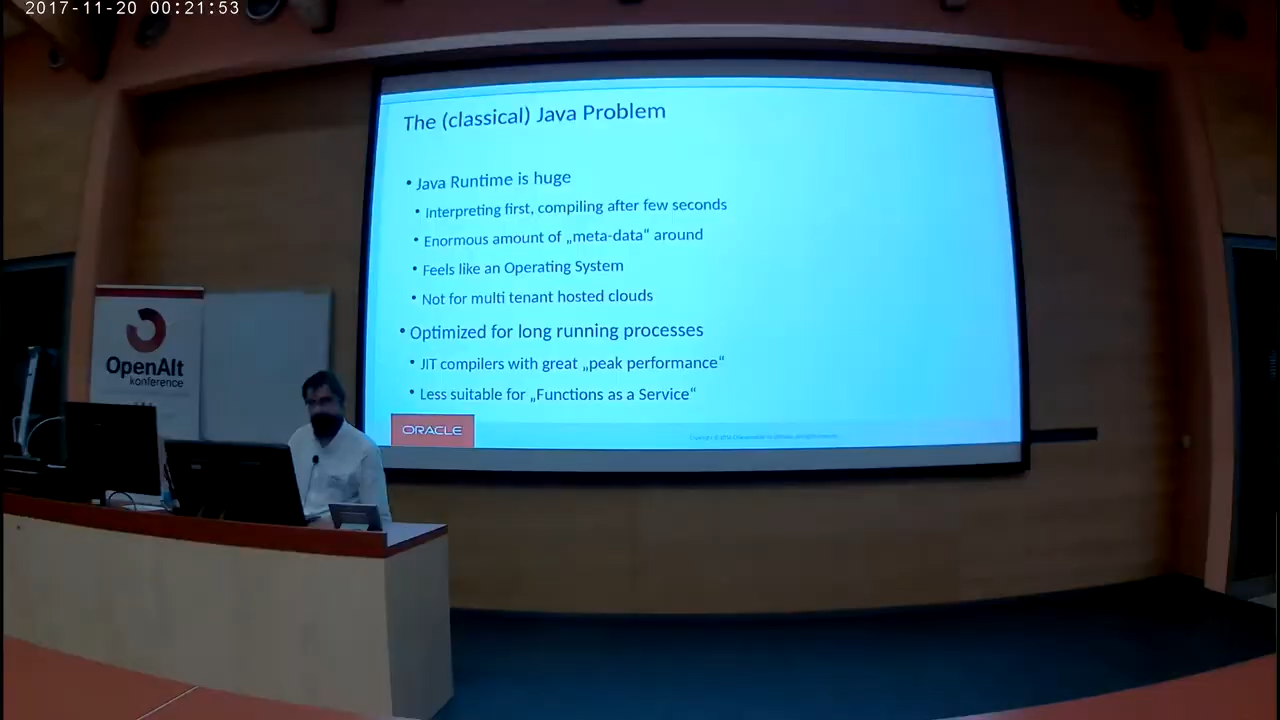 2017-11-20 00:21:53
The (classical) Java Problem
• Java Runtime is huge
• Interpreting first, compiling after few seconds
• Enormous amount of „meta-data“ around
• Feels like an Operating System
• Not for multi tenant hosted clouds
• Optimized for long running processes
• JIT compilers with great „peak performance“
• Less suitable for „Functions as a Service“
ORACLE
OpenAlt
konference